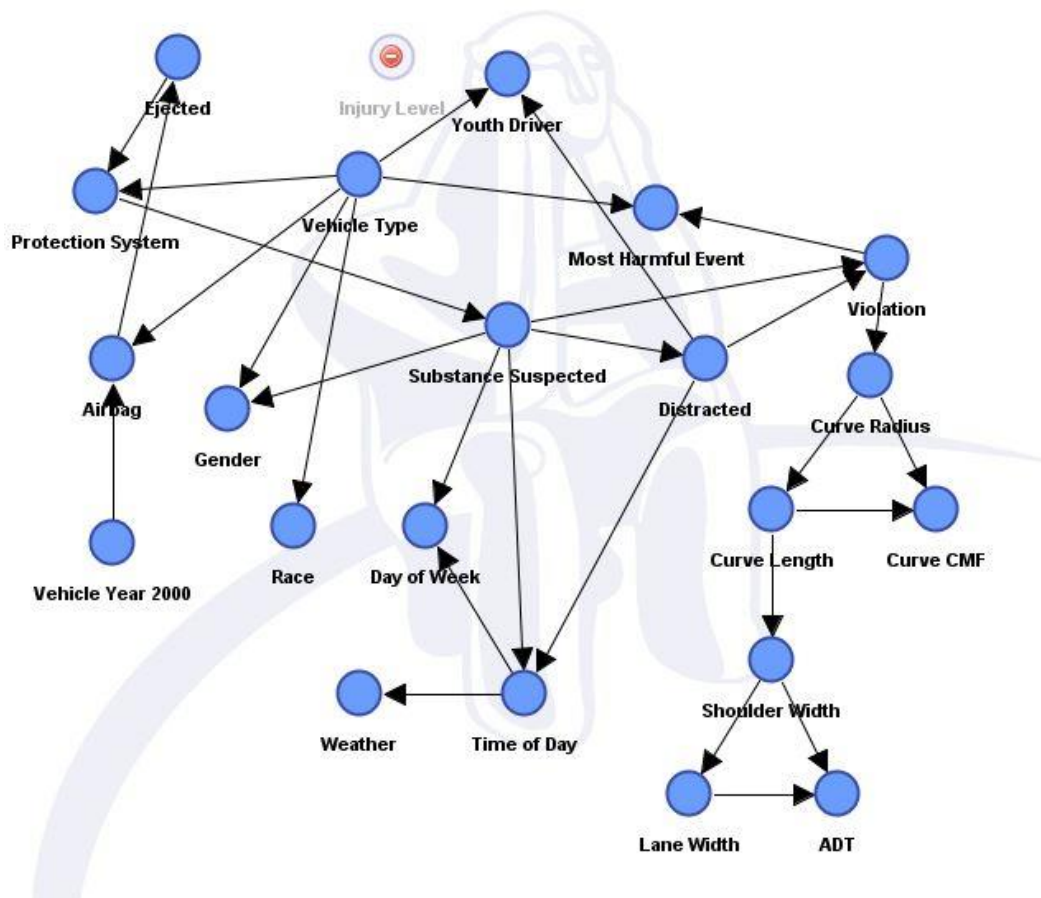 Ejected
Injury Level
Youth Driver
Protection System
Vehicle Type
Most Harmful Event
Violation
Substance Suspected
Distracted
Airbag
Curve Radius
Gender
Vehicle Year 2000
Race
Day of Week
Curve Length
Curve CMF
Shoulder Width
Weather
Time of Day
Lane Width
ADT